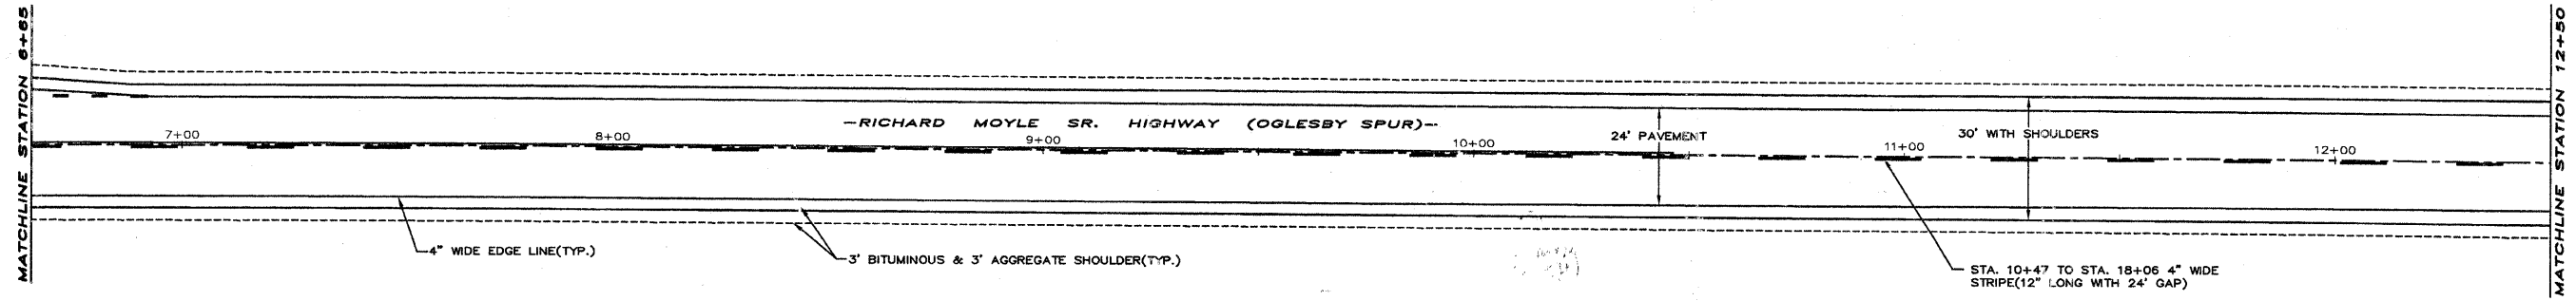 MATCHLINE STATION 6+65
7+00
8+00
—RICHARD MOYLE SR. HIGHWAY (OGLESBY SPUR)—
9+00
10+00
24' PAVEMENT
11+00
30' WITH SHOULDERS
12+00
MATCHLINE STATION 12+50
4" WIDE EDGE LINE(TYP.)
3' BITUMINOUS & 3' AGGREGATE SHOULDER(TYP.)
STA. 10+47 TO STA. 18+06 4" WIDE
STRIPE(12" LONG WITH 24' GAP)